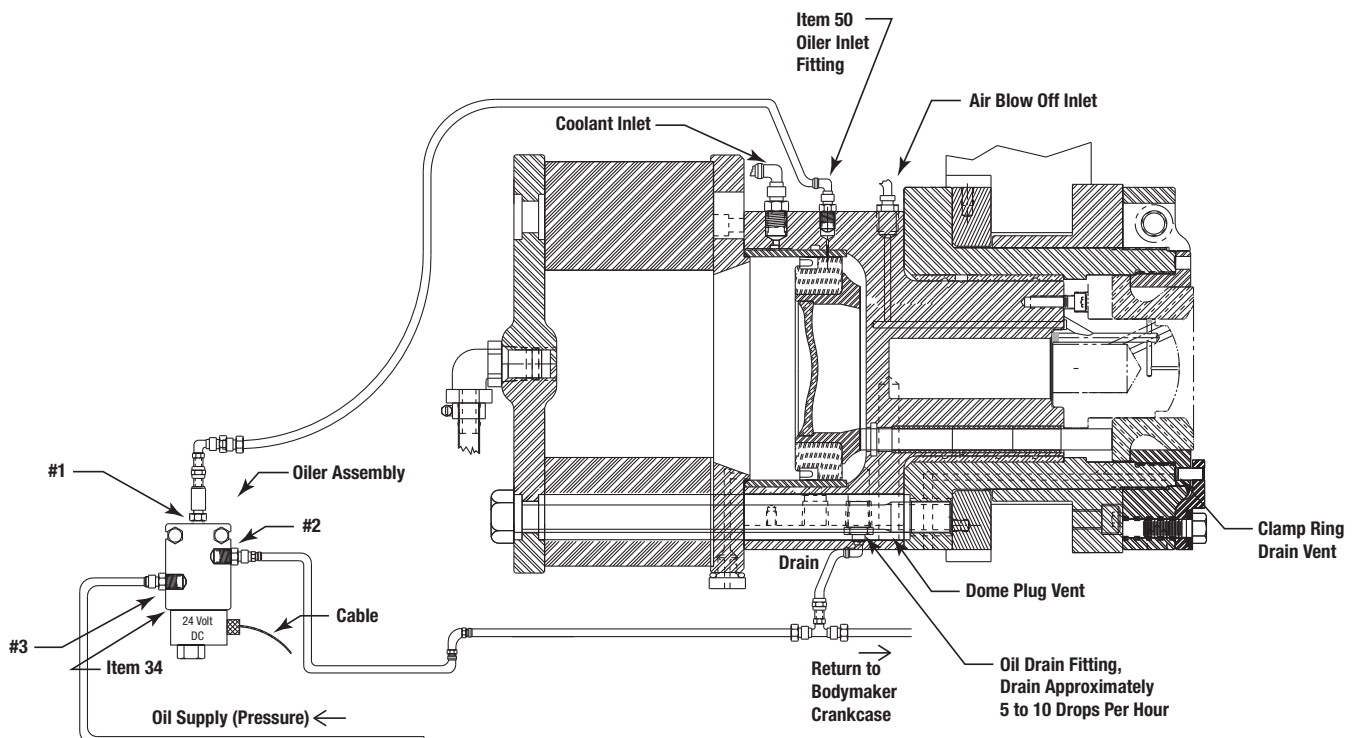 Item 50
Oiler Inlet
Fitting
Air Blow Off Inlet
Coolant Inlet
#1
Oiler Assembly
#2
Clamp Ring
Drain Vent
Drain
Dome Plug Vent
Cable
24 Volt
DC
#3
Item 34
Return to
Bodymaker
Crankcase
Oil Drain Fitting,
Drain Approximately
5 to 10 Drops Per Hour
Oil Supply (Pressure)